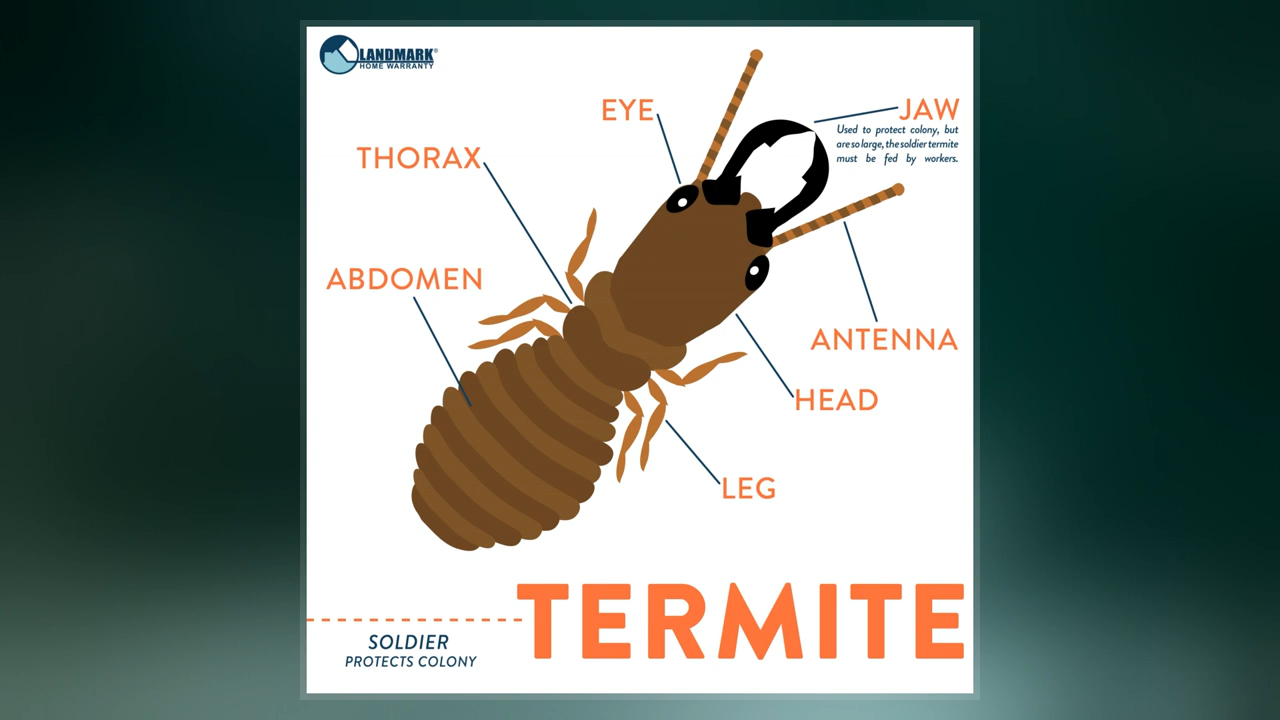 LANDMARK®
HOME WARRANTY
EYE
JAW
Used to protect colony, but
are so large, the soldier termite
must be fed by workers.
THORAX
ABDOMEN
ANTENNA
HEAD
LEG
TERMITE
SOLDIER
PROTECTS COLONY